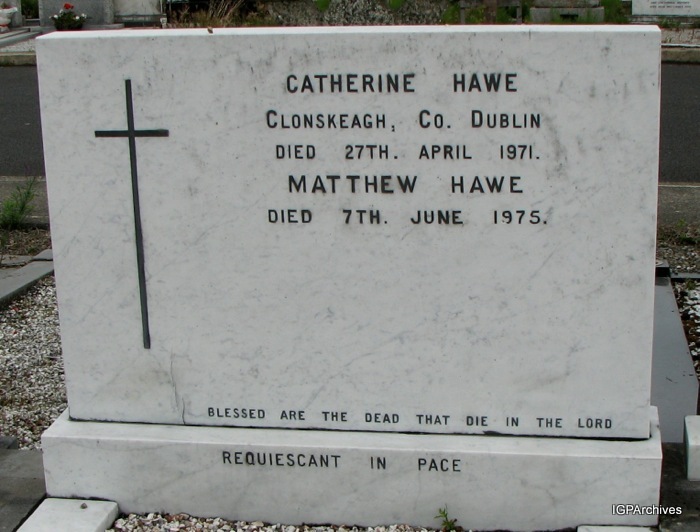 CATHERINE HAWE
CLONSKEAGH, CO. DUBLIN
DIED 27TH. APRIL 1971.
MATTHEW HAWE
DIED 7TH. JUNE 1975.
BLESSED ARE THE DEAD THAT DIE IN THE LORD
REQUIESCANT IN PACE
IGPArchives